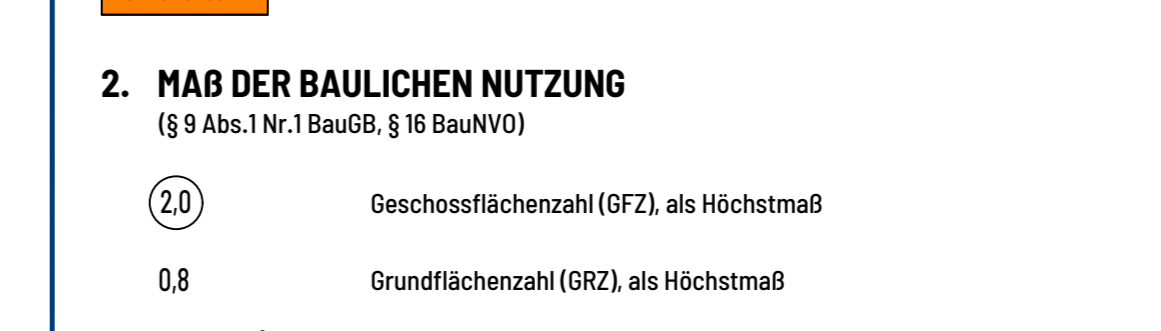 2. MAẞ DER BAULICHEN NUTZUNG
(§ 9 Abs.1 Nr.1 BauGB, § 16 BauNVO)
2,0 Geschossflächenzahl (GFZ), als Höchstmaß
0,8 Grundflächenzahl (GRZ), als Höchstmaß